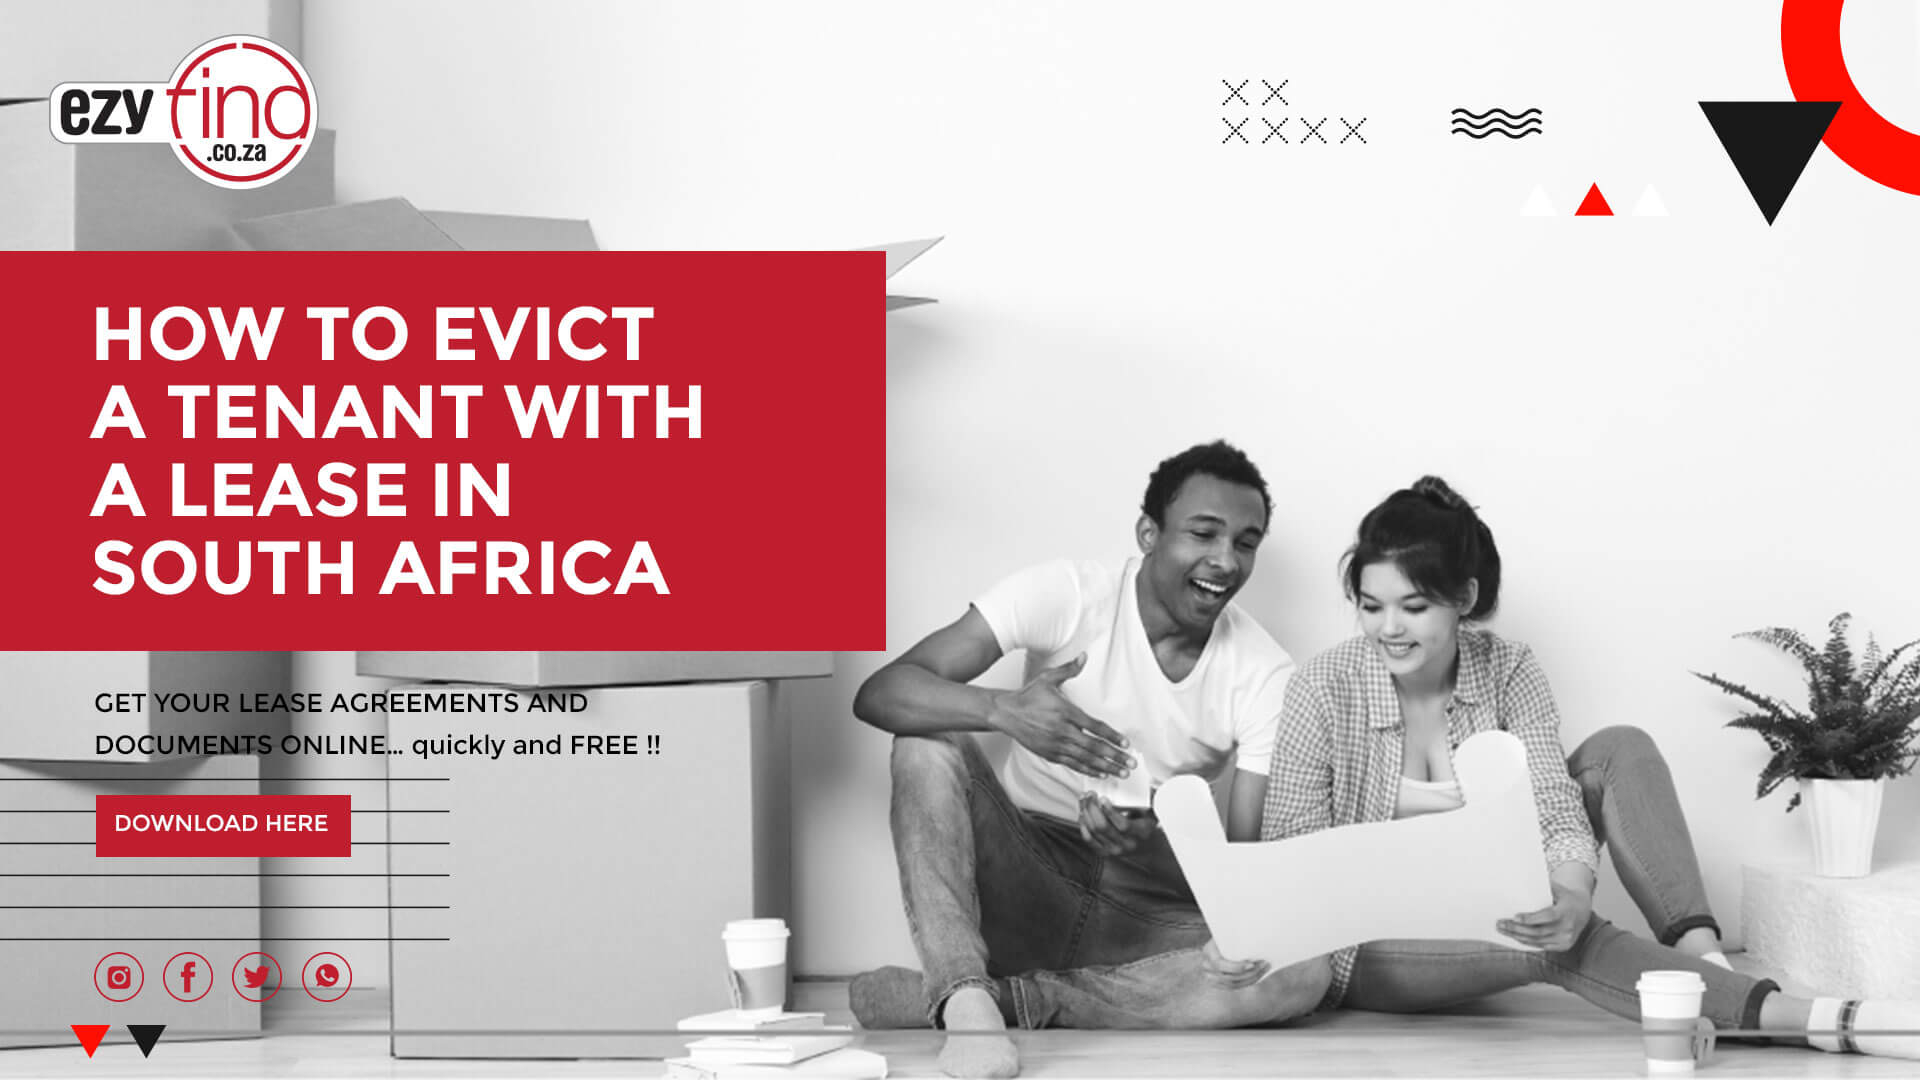 ezy find
.co.za
HOW TO EVICT
A TENANT WITH
A LEASE IN
SOUTH AFRICA
GET YOUR LEASE AGREEMENTS AND
DOCUMENTS ONLINE... quickly and FREE !!
DOWNLOAD HERE